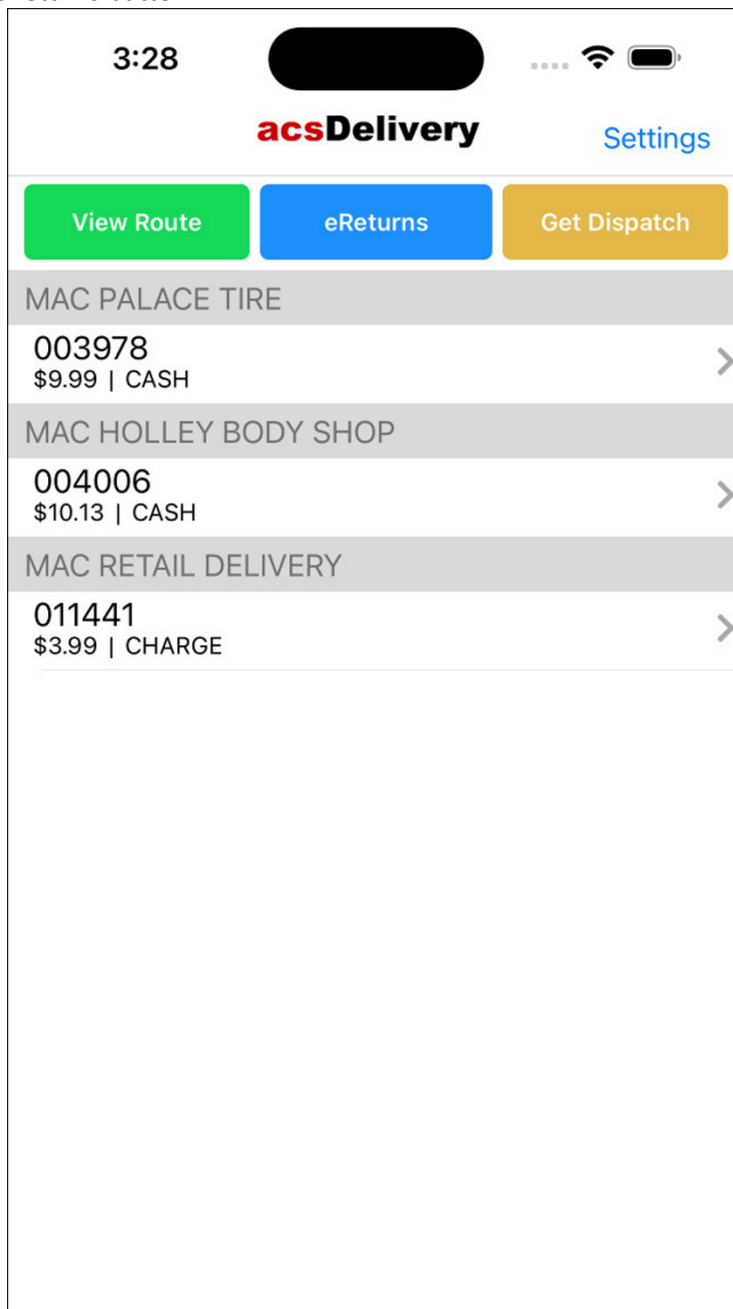 3:28
acsDelivery
Settings
View Route
eReturns
Get Dispatch
MAC PALACE TIRE
003978
$9.99 | CASH
MAC HOLLEY BODY SHOP
004006
$10.13 | CASH
MAC RETAIL DELIVERY
011441
$3.99 | CHARGE